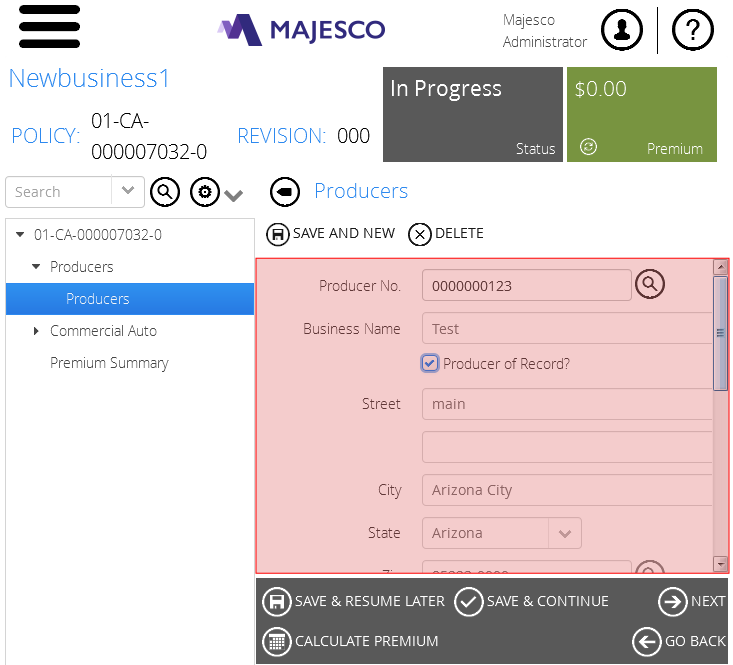 MAJESCO
Majesco
Administrator
?
Newbusiness1
POLICY: 01-CA-
000007032-0
REVISION: 000
In Progress
Status
$0.00
Premium
Search
Producers
01-CA-000007032-0
Producers
Producers
Commercial Auto
Premium Summary
SAVE AND NEW DELETE
Producer No. 0000000123
Business Name Test
Producer of Record?
Street main
City Arizona City
State Arizona
SAVE & RESUME LATER SAVE & CONTINUE NEXT
CALCULATE PREMIUM GO BACK